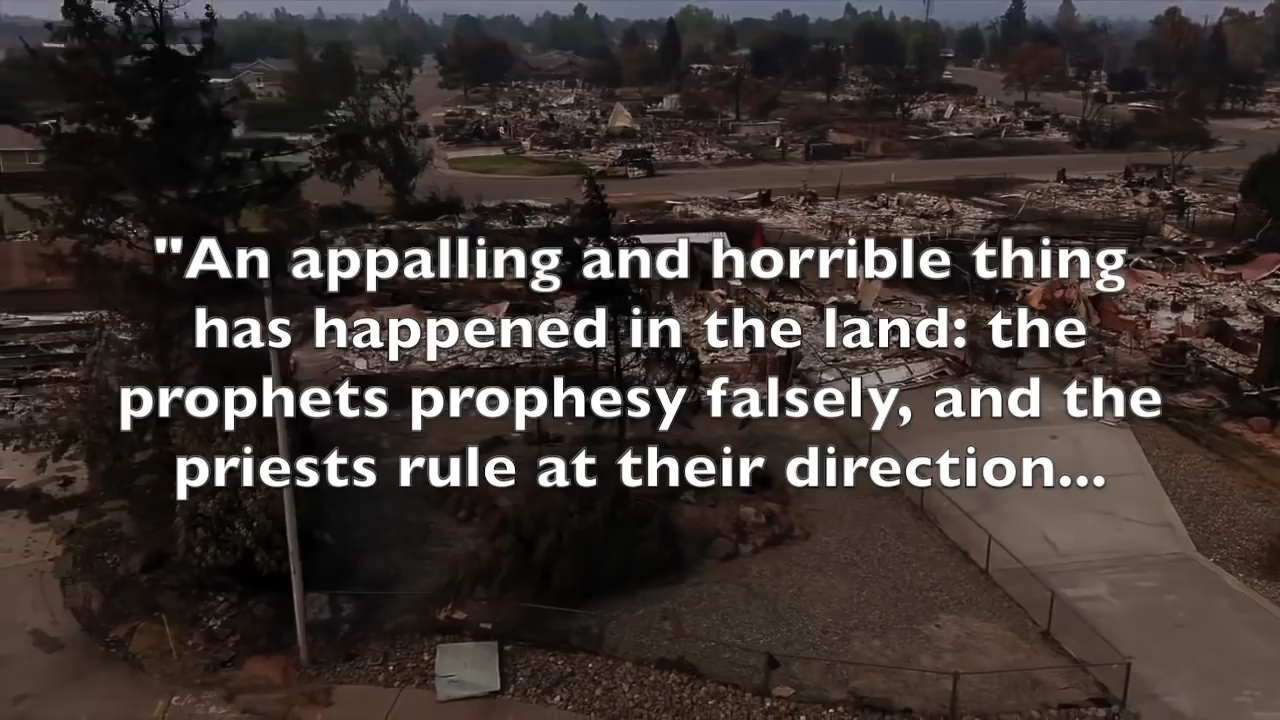 "An appalling and horrible thing
has happened in the land: the
prophets prophesy falsely, and the
priests rule at their direction...